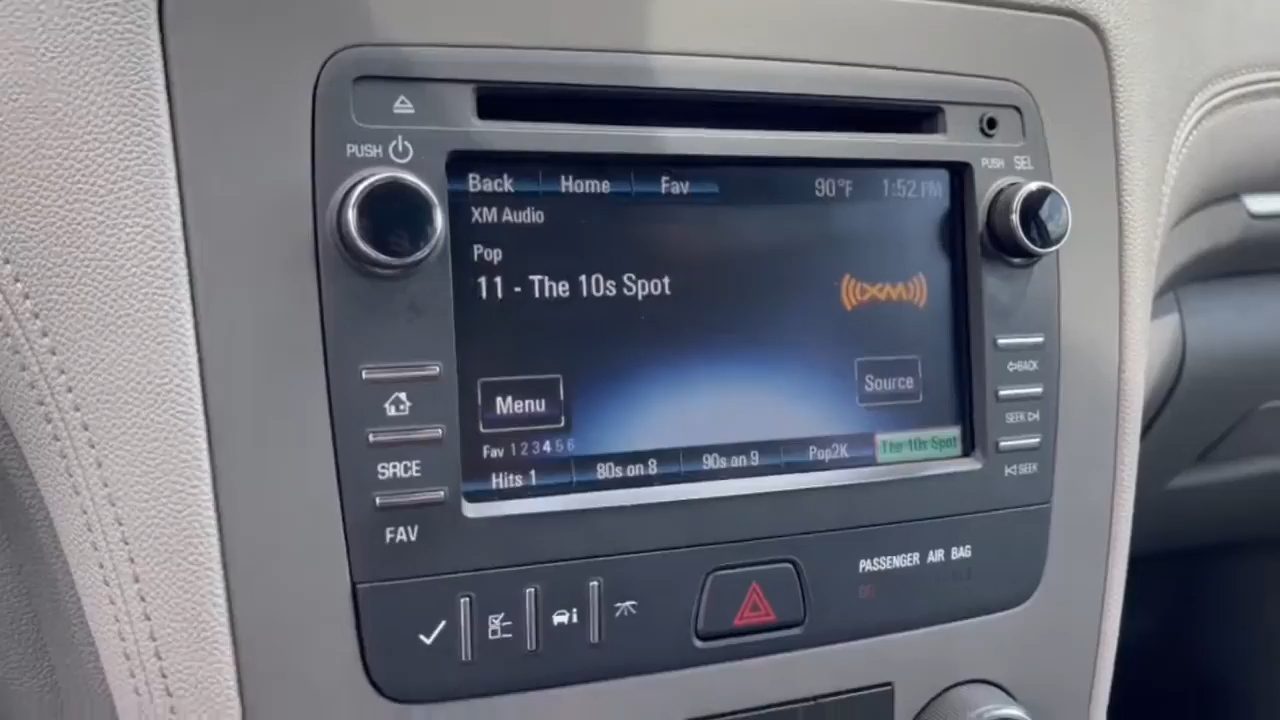 PUSH
PUSH SEL
Back Home Fav 90°F 1:52 PM
XM Audio
Pop
11 - The 10s Spot
((XM))
Menu Source
Fav 1 2 3 4 5 6
Hits 1 80s on 8 90s on 9 Pop2K The 10s Spot
BACK
SEEK
SEEK
SRCE
FAV
PASSENGER AIR BAG